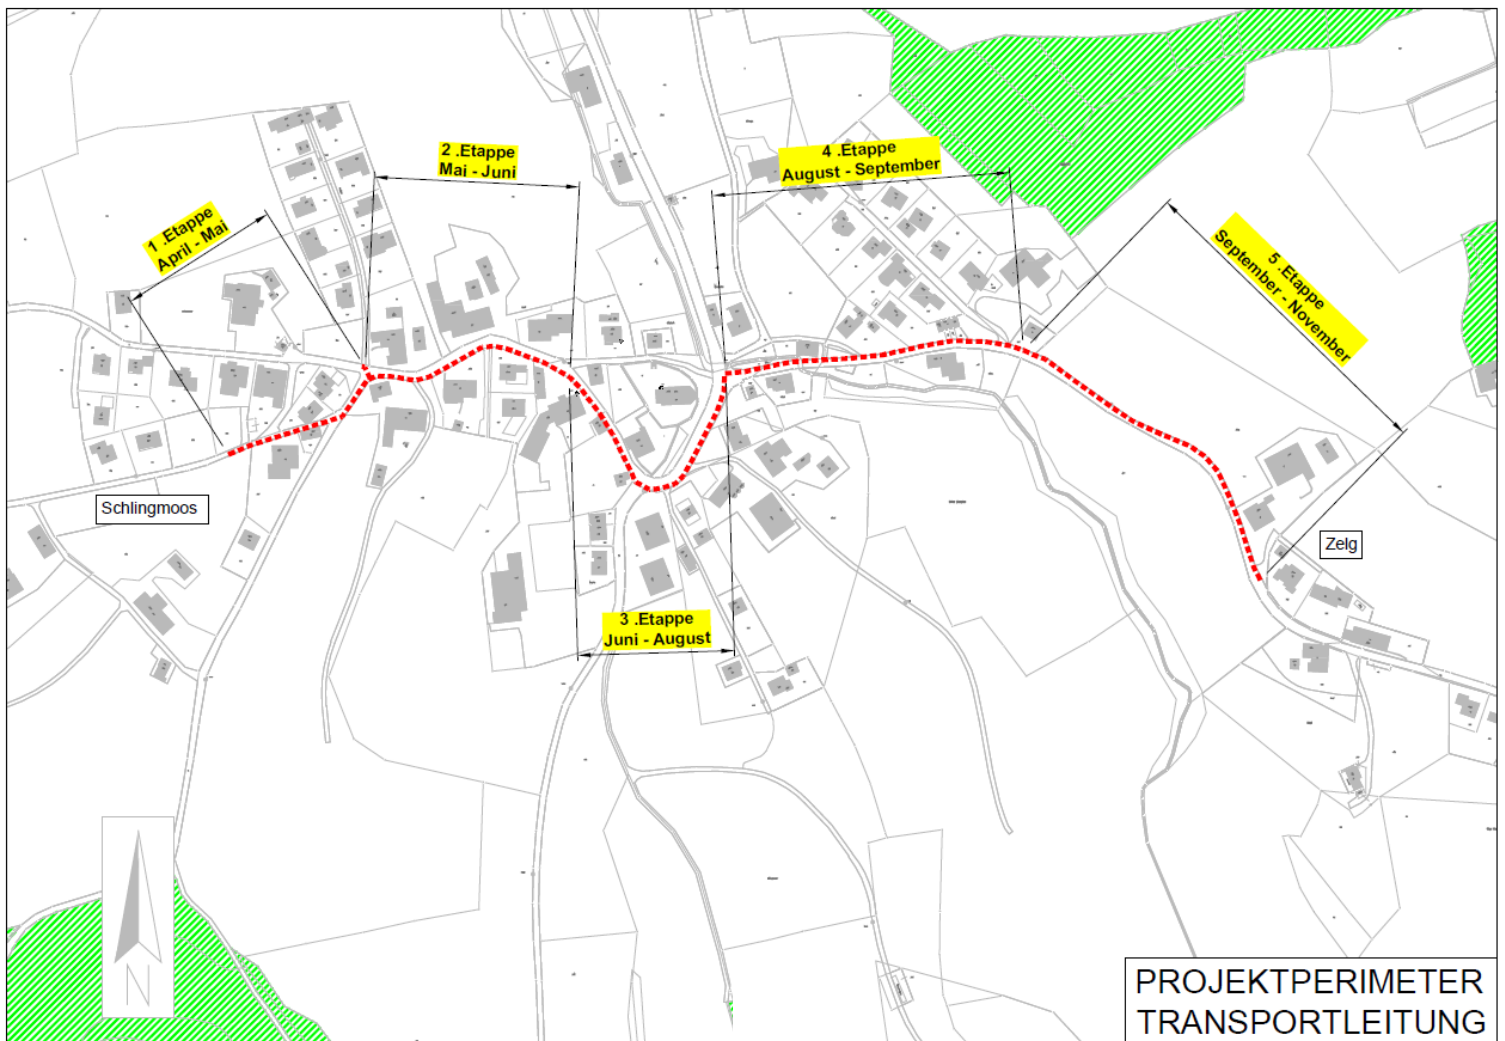 2 .Etappe
Mai - Juni
4 .Etappe
August - September
1 .Etappe
April - Mai
5 .Etappe
September - November
Schlingmoos
Zelg
3 .Etappe
Juni - August
N
PROJEKTPERIMETER
TRANSPORTLEITUNG